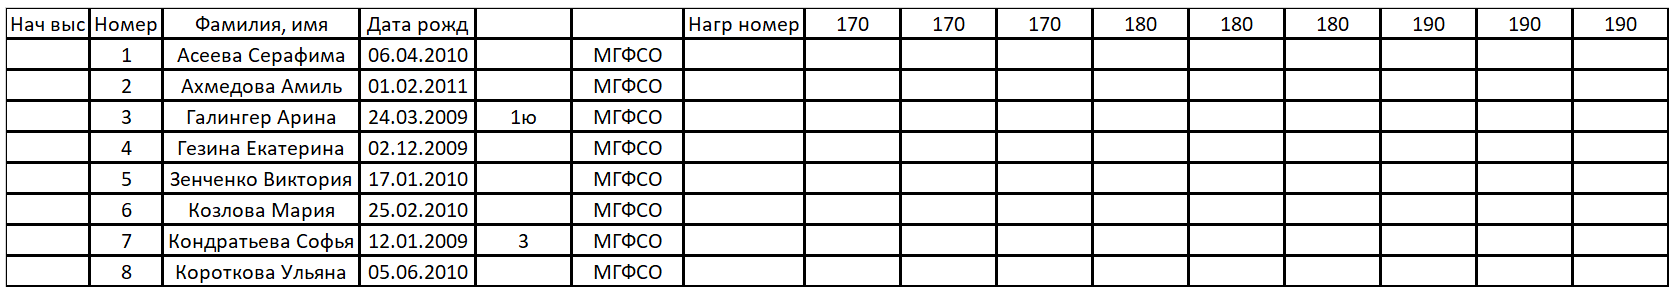 Нач выс Номер Фамилия, имя Дата рожд Нагр номер 170 170 170 180 180 180 190 190 190
1 Асеева Серафима 06.04.2010 МГФСО
2 Ахмедова Амиль 01.02.2011 МГФСО
3 Галингер Арина 24.03.2009 1ю МГФСО
4 Гезина Екатерина 02.12.2009 МГФСО
5 Зенченко Виктория 17.01.2010 МГФСО
6 Козлова Мария 25.02.2010 МГФСО
7 Кондратьева Софья 12.01.2009 3 МГФСО
8 Короткова Ульяна 05.06.2010 МГФСО